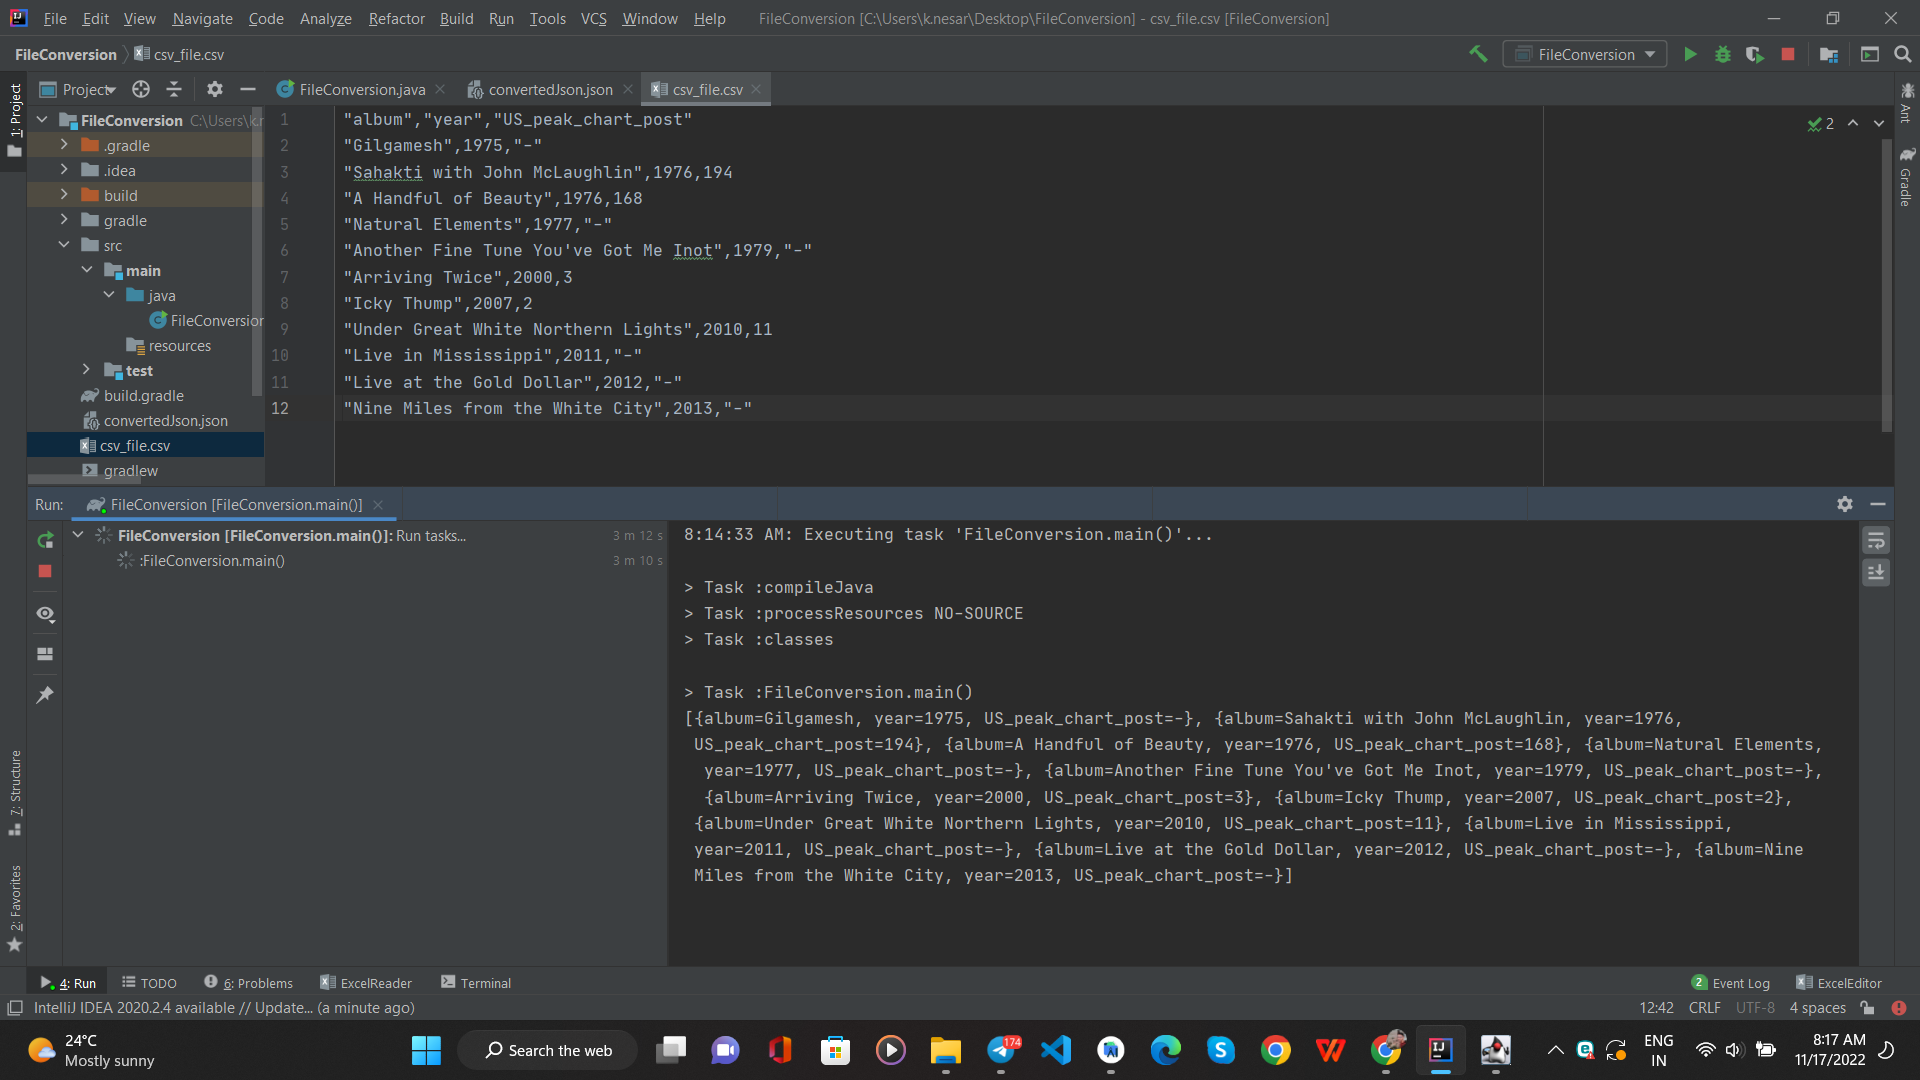 File Edit View Navigate Code Analyze Refactor Build Run Tools VCS Window Help FileConversion [C:\Users\k.nesar\Desktop\FileConversion] - csv_file.csv [FileConversion]
FileConversion csv_file.csv FileConversion
Project FileConversion.java convertedJson.json csv_file.csv
1: Project
FileConversion C:\Users\k.n
.gradle
.idea
build
gradle
src
main
java
FileConversion
resources
test
build.gradle
convertedJson.json
csv_file.csv
gradlew
1 "album","year","US_peak_chart_post"
2 "Gilgamesh",1975,"-"
3 "Sahakti with John McLaughlin",1976,194
4 "A Handful of Beauty",1976,168
5 "Natural Elements",1977,"-"
6 "Another Fine Tune You've Got Me Inot",1979,"-"
7 "Arriving Twice",2000,3
8 "Icky Thump",2007,2
9 "Under Great White Northern Lights",2010,11
10 "Live in Mississippi",2011,"-"
11 "Live at the Gold Dollar",2012,"-"
12 "Nine Miles from the White City",2013,"-"
2
Ant
Gradle
Run: FileConversion [FileConversion.main()]
FileConversion [FileConversion.main()]: Run tasks... 3 m 12 s
:FileConversion.main() 3 m 10 s
8:14:33 AM: Executing task 'FileConversion.main()'...
> Task :compileJava
> Task :processResources NO-SOURCE
> Task :classes
> Task :FileConversion.main()
[{album=Gilgamesh, year=1975, US_peak_chart_post=-}, {album=Sahakti with John McLaughlin, year=1976,
US_peak_chart_post=194}, {album=A Handful of Beauty, year=1976, US_peak_chart_post=168}, {album=Natural Elements,
year=1977, US_peak_chart_post=-}, {album=Another Fine Tune You've Got Me Inot, year=1979, US_peak_chart_post=-},
{album=Arriving Twice, year=2000, US_peak_chart_post=3}, {album=Icky Thump, year=2007, US_peak_chart_post=2},
{album=Under Great White Northern Lights, year=2010, US_peak_chart_post=11}, {album=Live in Mississippi,
year=2011, US_peak_chart_post=-}, {album=Live at the Gold Dollar, year=2012, US_peak_chart_post=-}, {album=Nine
Miles from the White City, year=2013, US_peak_chart_post=-}]
7: Structure
2: Favorites
4: Run TODO 6: Problems ExcelReader Terminal 2 Event Log ExcelEditor
IntelliJ IDEA 2020.2.4 available // Update... (a minute ago) 12:42 CRLF UTF-8 4 spaces
24°C
Mostly sunny
Search the web
174
ENG
IN
8:17 AM
11/17/2022